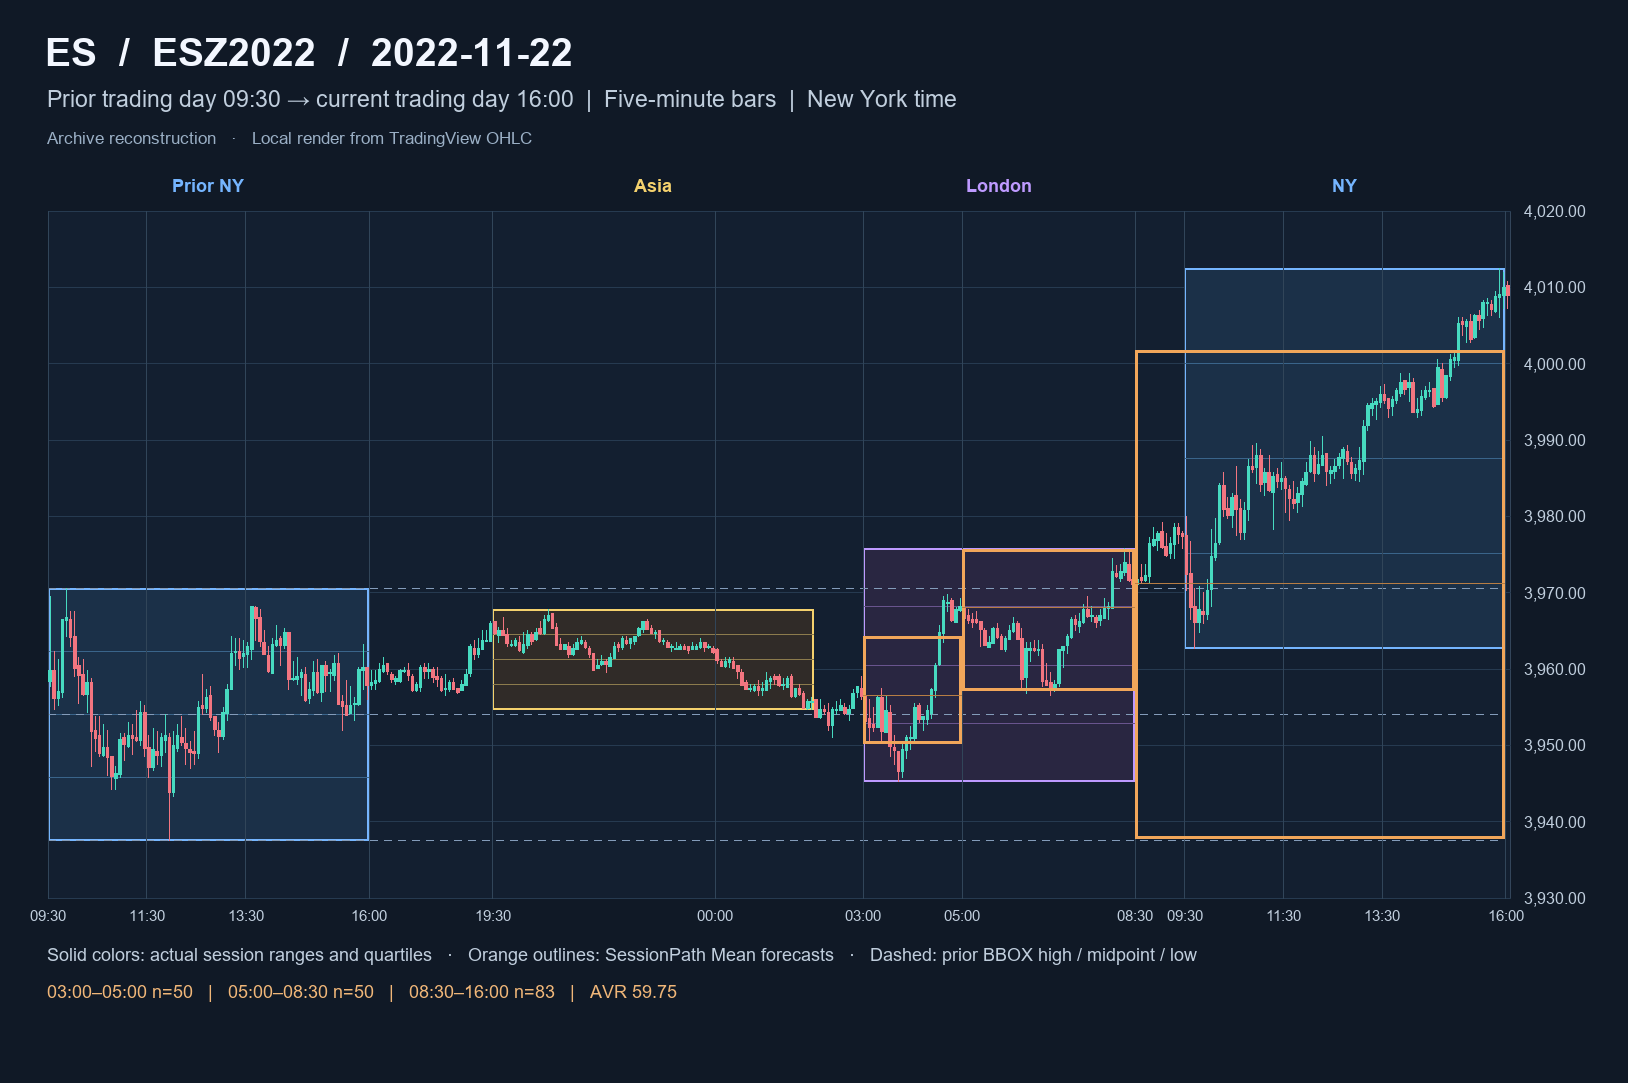 ES / ESZ2022 / 2022-11-22
Prior trading day 09:30 → current trading day 16:00 | Five-minute bars | New York time
Archive reconstruction · Local render from TradingView OHLC
Prior NY Asia London NY
4,020.00
4,010.00
4,000.00
3,990.00
3,980.00
3,970.00
3,960.00
3,950.00
3,940.00
3,930.00
09:30 11:30 13:30 16:00 19:30 00:00 03:00 05:00 08:30 09:30 11:30 13:30 16:00
Solid colors: actual session ranges and quartiles · Orange outlines: SessionPath Mean forecasts · Dashed: prior BBOX high / midpoint / low
03:00–05:00 n=50 | 05:00–08:30 n=50 | 08:30–16:00 n=83 | AVR 59.75